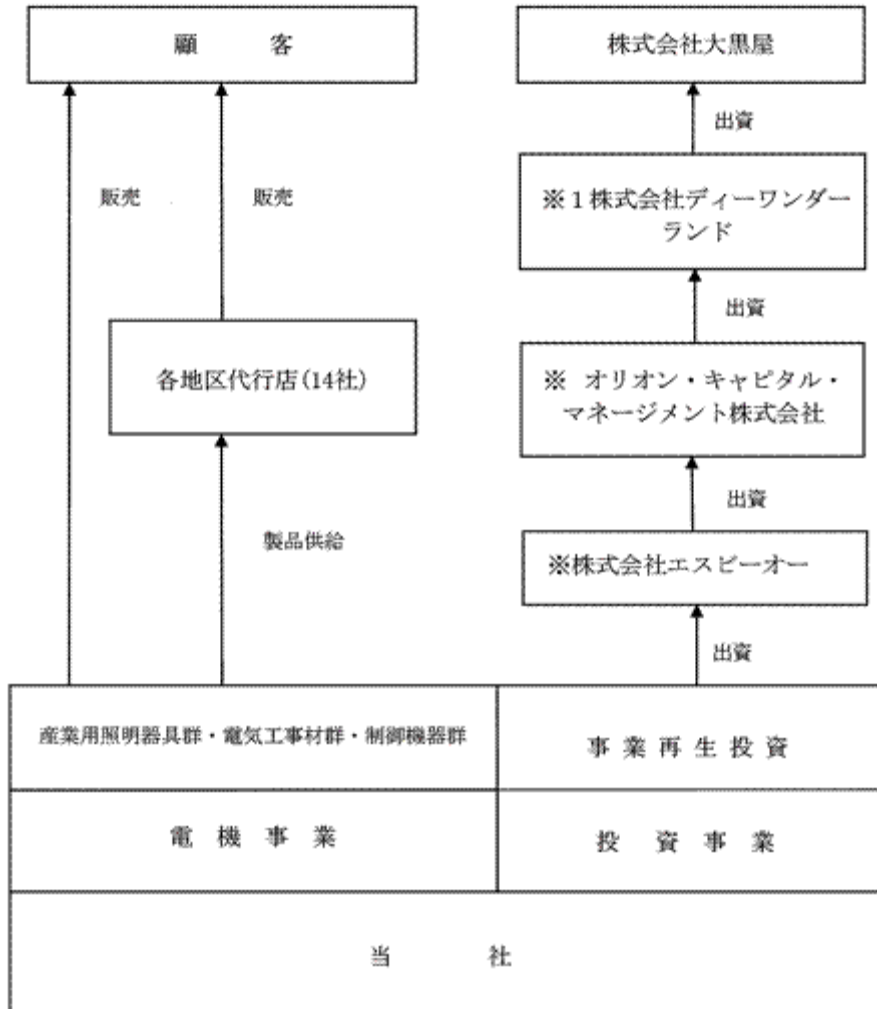 顧 客
株式会社大黒屋
出資
販売
販売
※1株式会社ディーワンダー
ランド
出資
各地区代行店(14社)
※ オリオン・キャピタル・
マネージメント株式会社
出資
製品供給
※株式会社エスビーオー
出資
産業用照明器具群・電気工事材群・制御機器群
事業再生投資
電機事業
投資事業
当 社